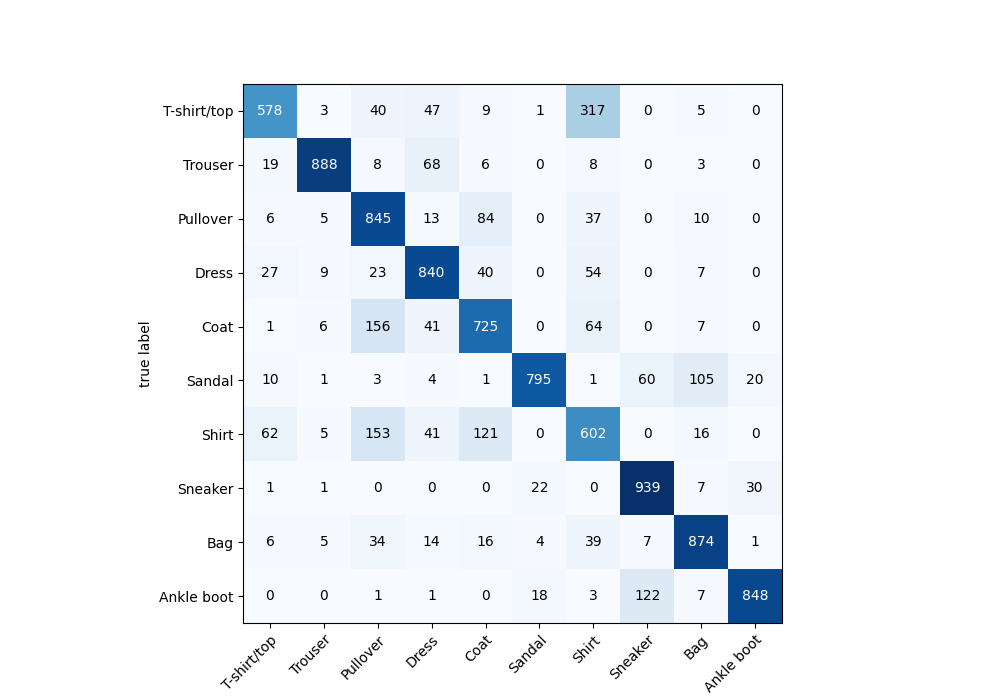 T-shirt/top 578 3 40 47 9 1 317 0 5 0
Trouser 19 888 8 68 6 0 8 0 3 0
Pullover 6 5 845 13 84 0 37 0 10 0
Dress 27 9 23 840 40 0 54 0 7 0
Coat 1 6 156 41 725 0 64 0 7 0
Sandal 10 1 3 4 1 795 1 60 105 20
Shirt 62 5 153 41 121 0 602 0 16 0
Sneaker 1 1 0 0 0 22 0 939 7 30
Bag 6 5 34 14 16 4 39 7 874 1
Ankle boot 0 0 1 1 0 18 3 122 7 848
true label
T-shirt/top Trouser Pullover Dress Coat Sandal Shirt Sneaker Bag Ankle boot